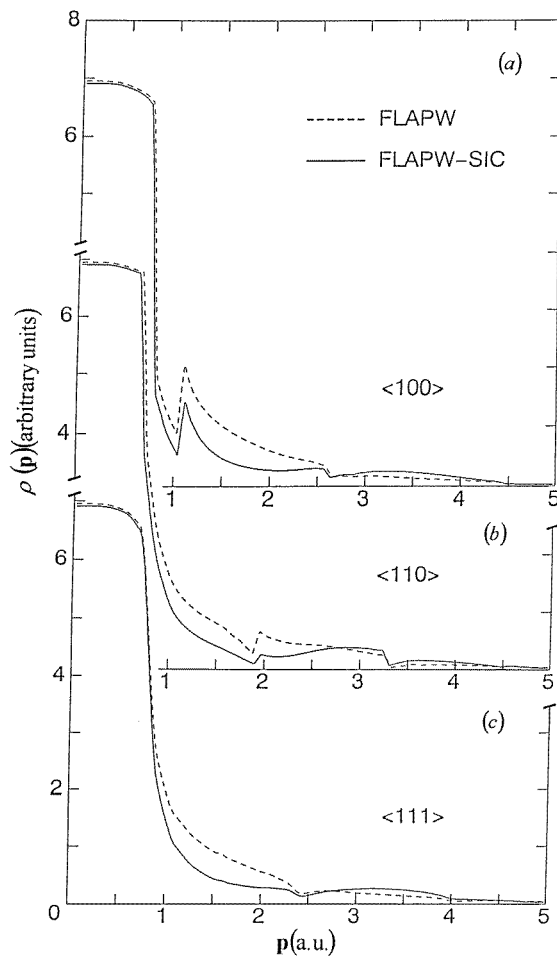 8
(a)
FLAPW
6
FLAPW-SIC
6
<100>
4
1 2 3 4 5
ρ(p)(arbitrary units)
(b)
6
<110>
4
1 2 3 4 5
(c)
2
<111>
0
1 2 3 4 5
p(a.u.)